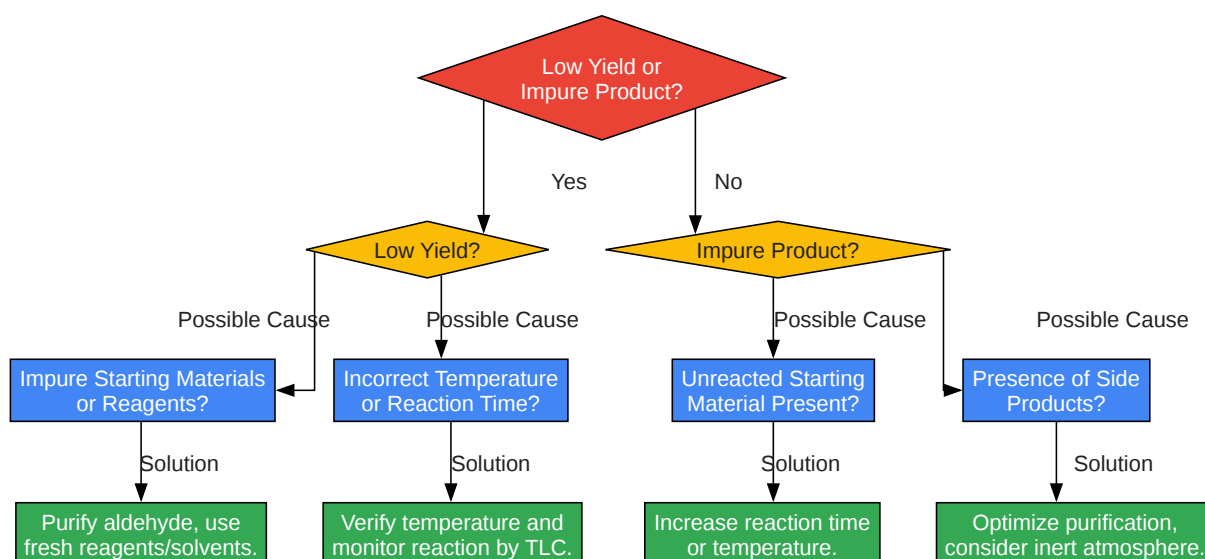 Low Yield or
Impure Product?
Yes
No
Low Yield?
Impure Product?
Possible Cause
Possible Cause
Possible Cause
Possible Cause
Impure Starting Materials
or Reagents?
Incorrect Temperature
or Reaction Time?
Unreacted Starting
Material Present?
Presence of Side
Products?
Solution
Solution
Solution
Solution
Purify aldehyde, use
fresh reagents/solvents.
Verify temperature and
monitor reaction by TLC.
Increase reaction time
or temperature.
Optimize purification,
consider inert atmosphere.